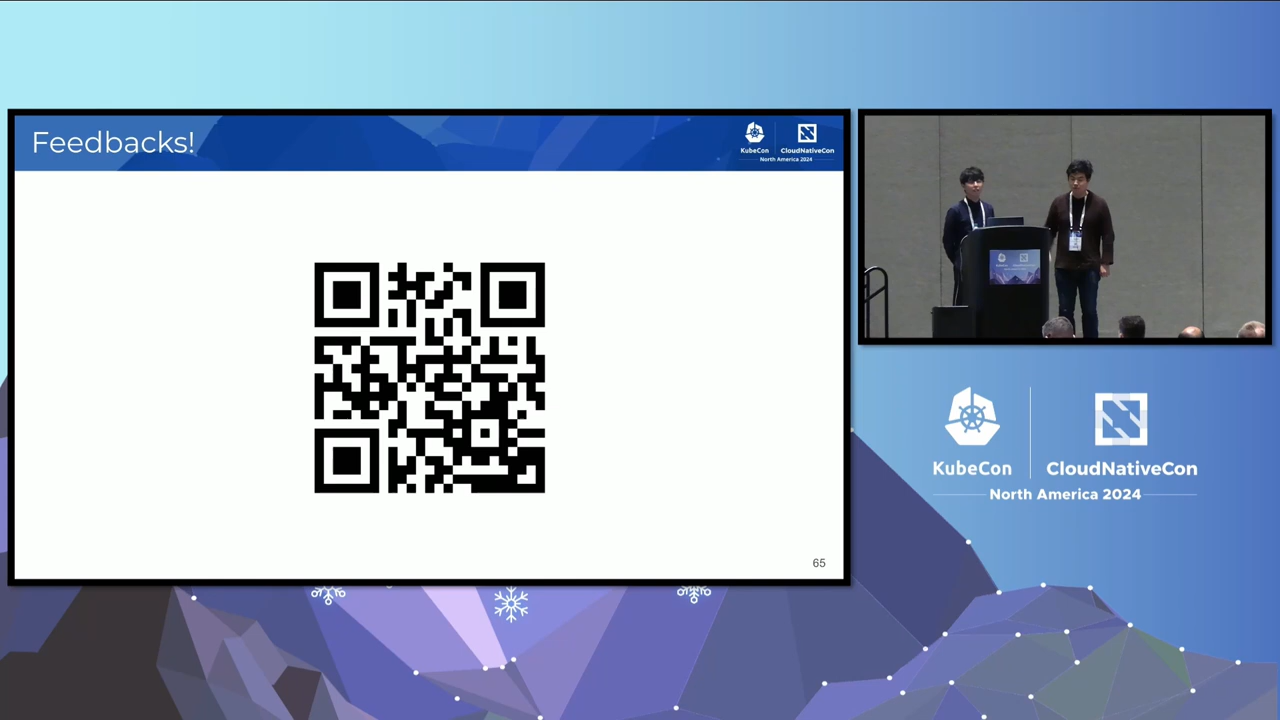 Feedbacks!
KubeCon
CloudNativeCon
North America 2024
65
KubeCon
CloudNativeCon
North America 2024